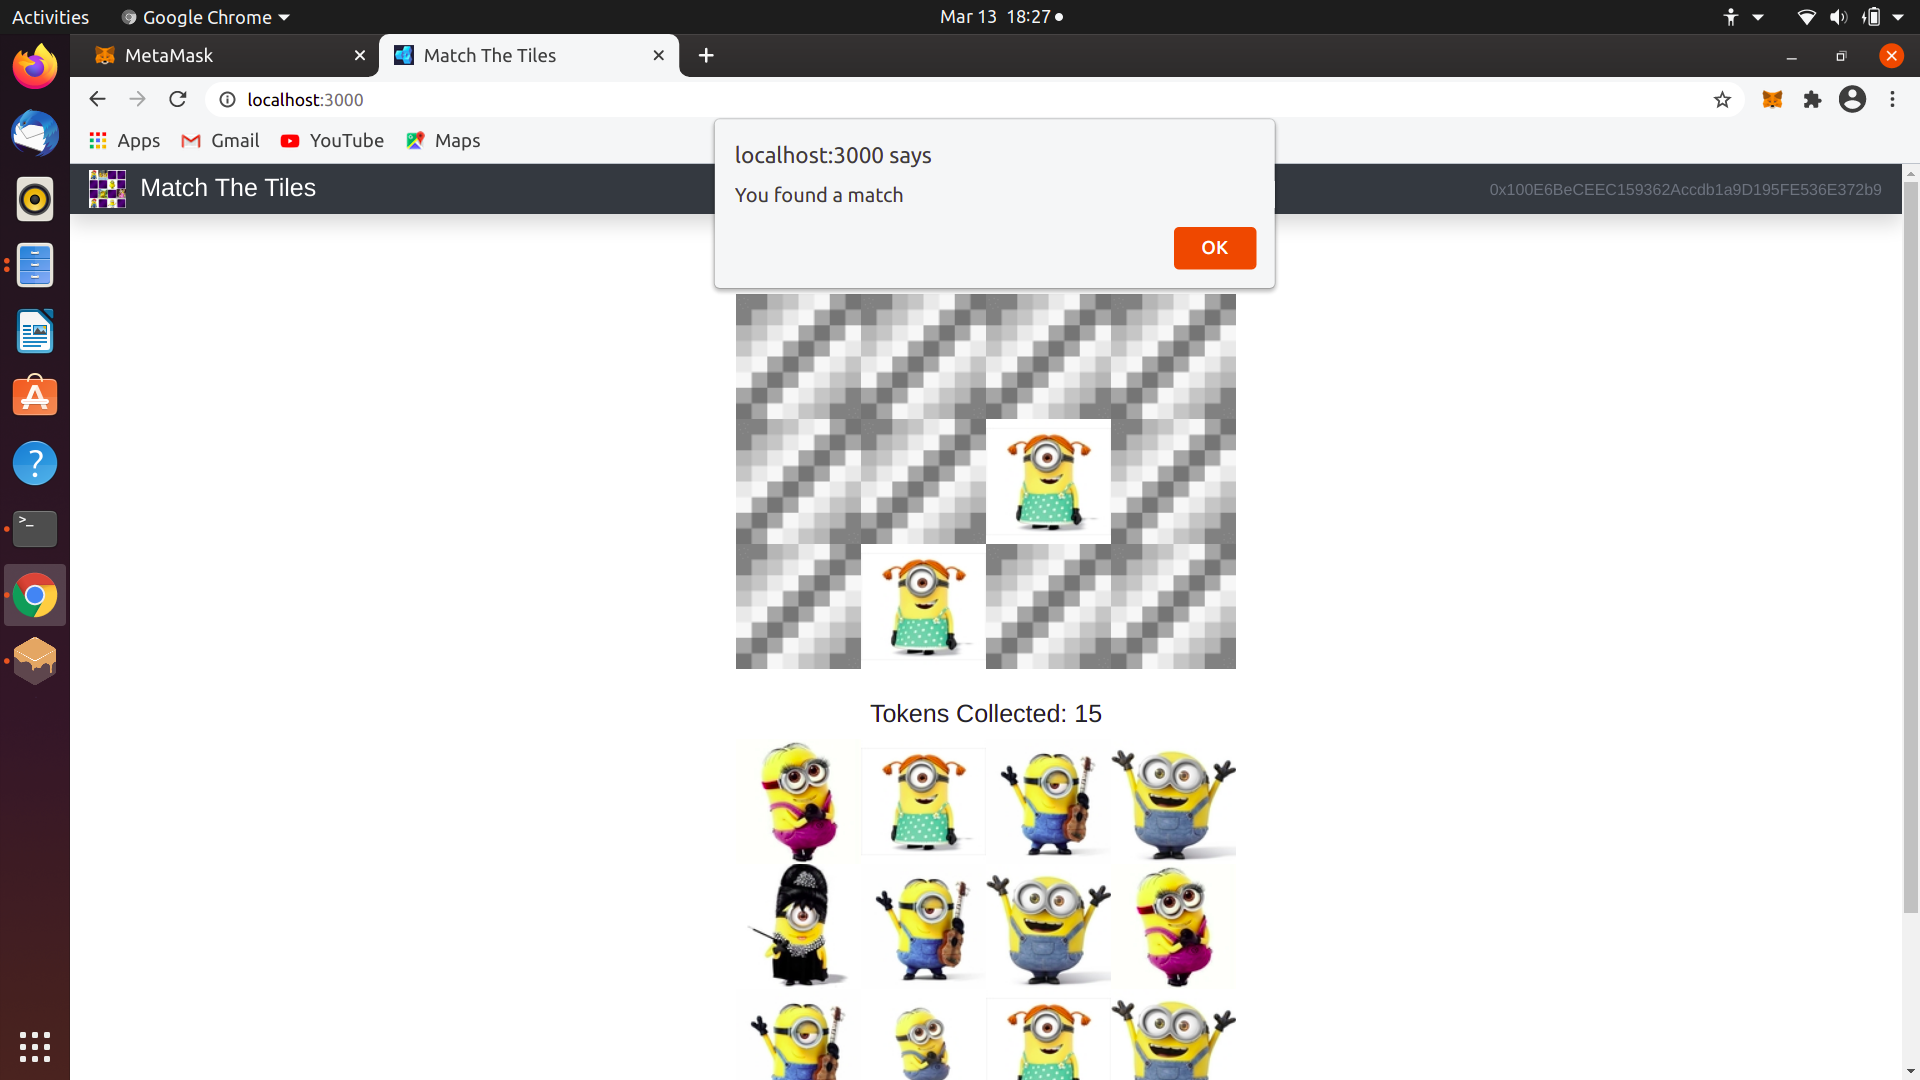 Activities
Google Chrome
Mar 13 18:27
MetaMask
Match The Tiles
localhost:3000
Apps
Gmail
YouTube
Maps
Match The Tiles
0x100E6BeCEEC159362Accdb1a9D195FE536E372b9
localhost:3000 says
You found a match
OK
Tokens Collected: 15